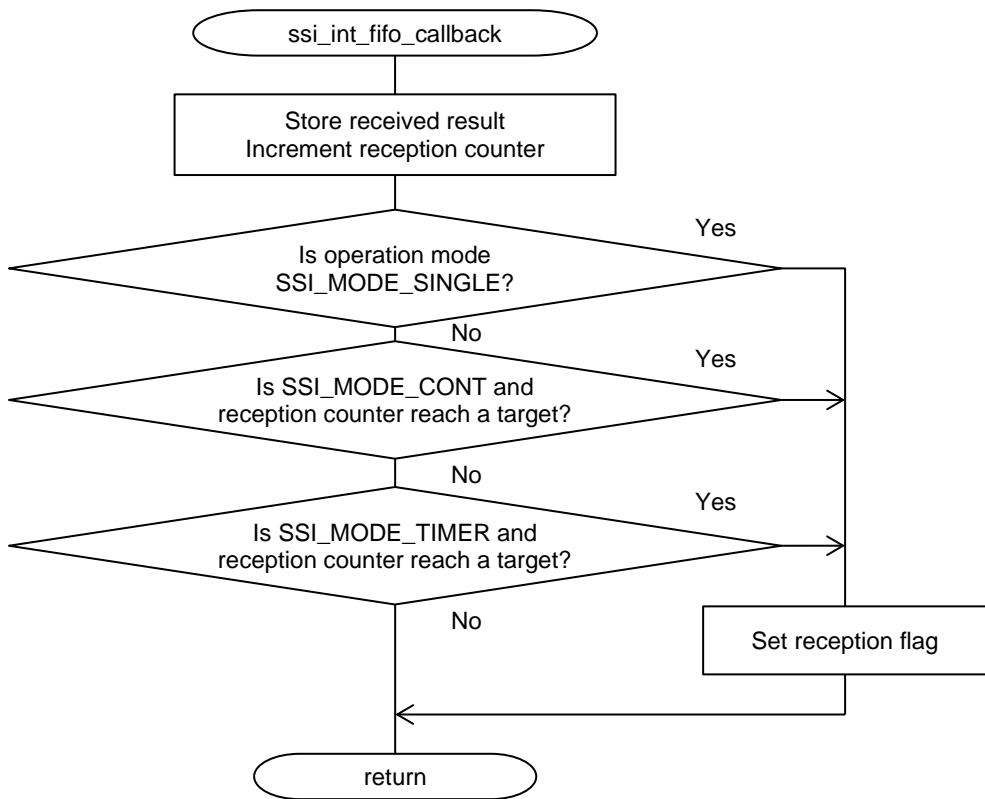 ssi_int_fifo_callback
Store received result
Increment reception counter
Yes
Is operation mode
SSI_MODE_SINGLE?
No
Yes
Is SSI_MODE_CONT and
reception counter reach a target?
No
Yes
Is SSI_MODE_TIMER and
reception counter reach a target?
No
Set reception flag
return